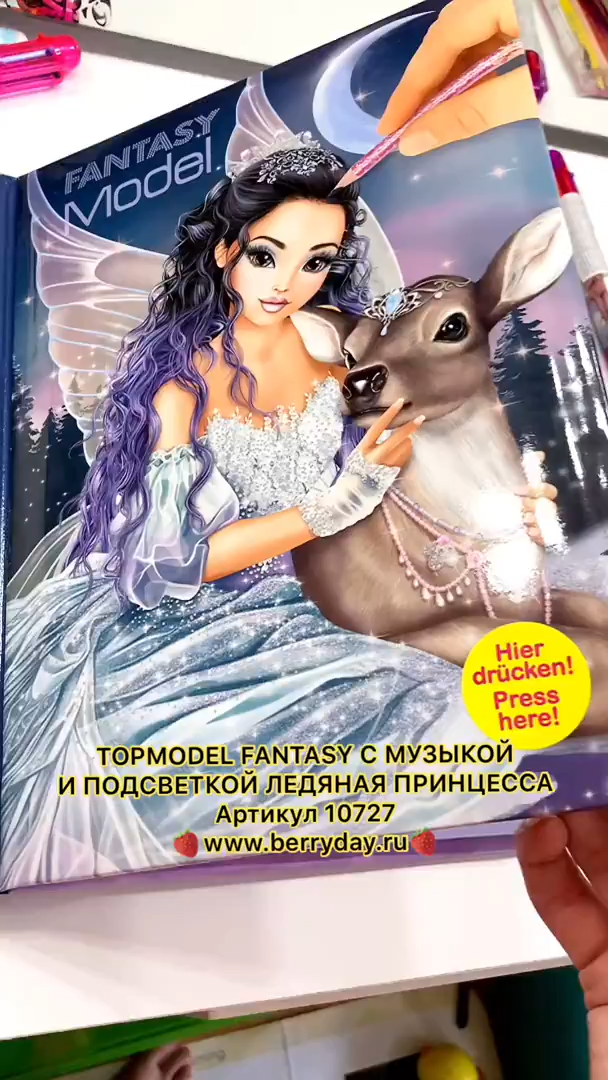 FANTASY
Model
Hier
drücken!
Press
here!
TOPMODEL FANTASY С МУЗЫКОЙ
И ПОДСВЕТКОЙ ЛЕДЯНАЯ ПРИНЦЕССА
Артикул 10727
🍓 www.berryday.ru🍓